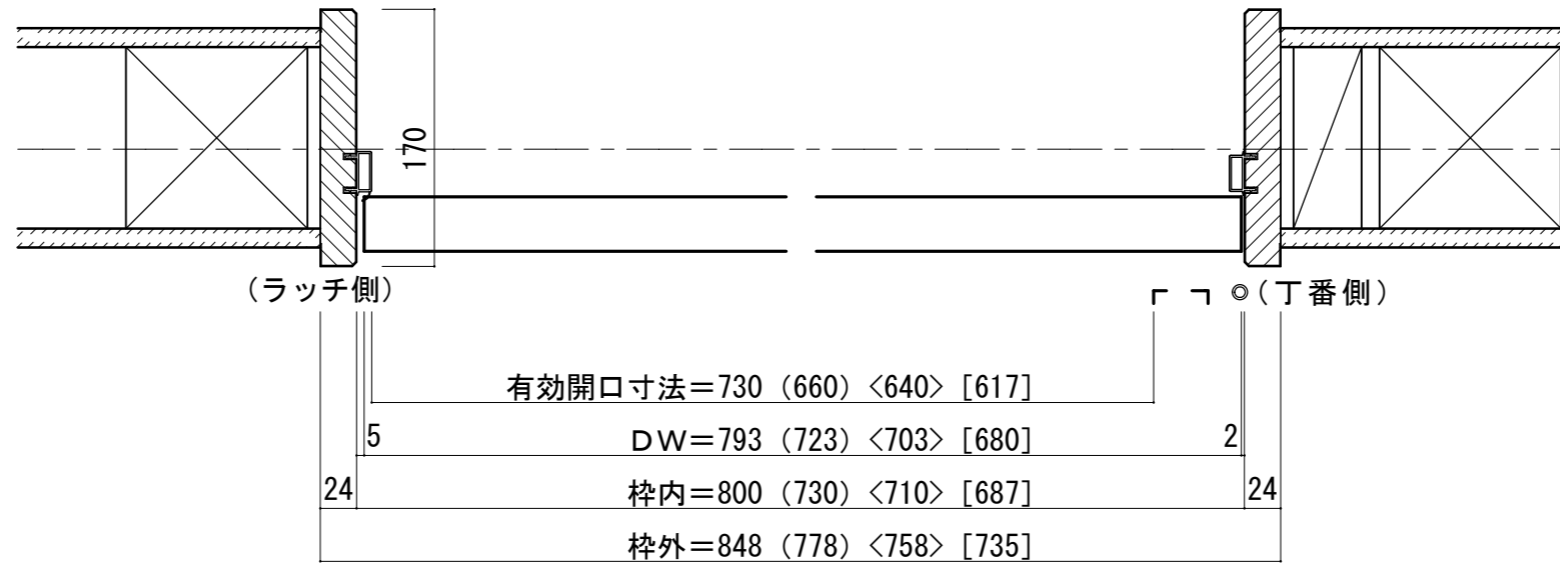 170
(ラッチ側)
◎(丁番側)
有効開口寸法=730 (660) <640> [617]
5 DW=793 (723) <703> [680] 2
24 枠内=800 (730) <710> [687] 24
枠外=848 (778) <758> [735]